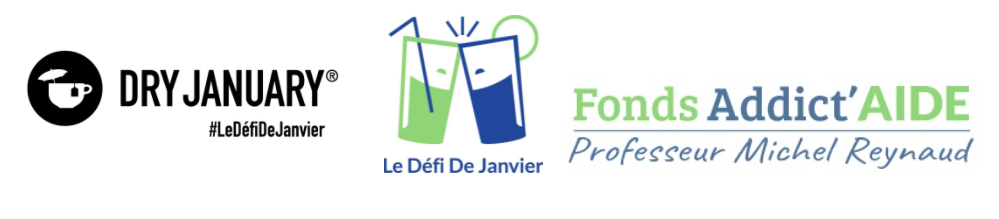 DRY JANUARY®
#LeDéfiDeJanvier
Le Défi De Janvier
Fonds Addict'AIDE
Professeur Michel Reynaud